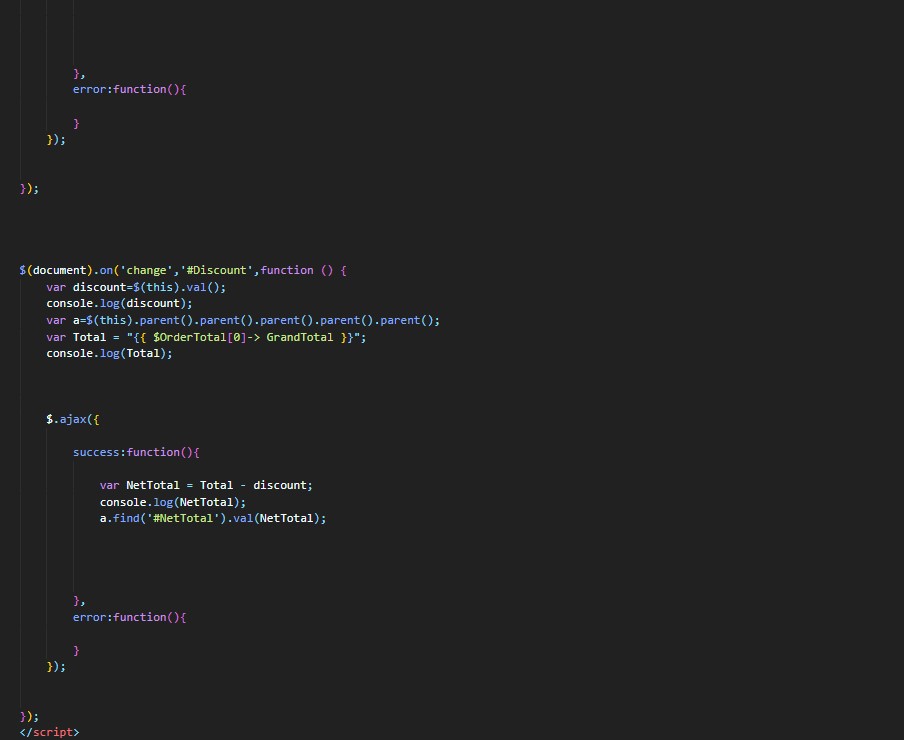 },
error:function(){
}
});
});
$(document).on('change','#Discount',function () {
var discount=$(this).val();
console.log(discount);
var a=$(this).parent().parent().parent().parent().parent();
var Total = "{{ $OrderTotal[0]-> GrandTotal }}";
console.log(Total);
$.ajax({
success:function(){
var NetTotal = Total - discount;
console.log(NetTotal);
a.find('#NetTotal').val(NetTotal);
},
error:function(){
}
});
});
</script>